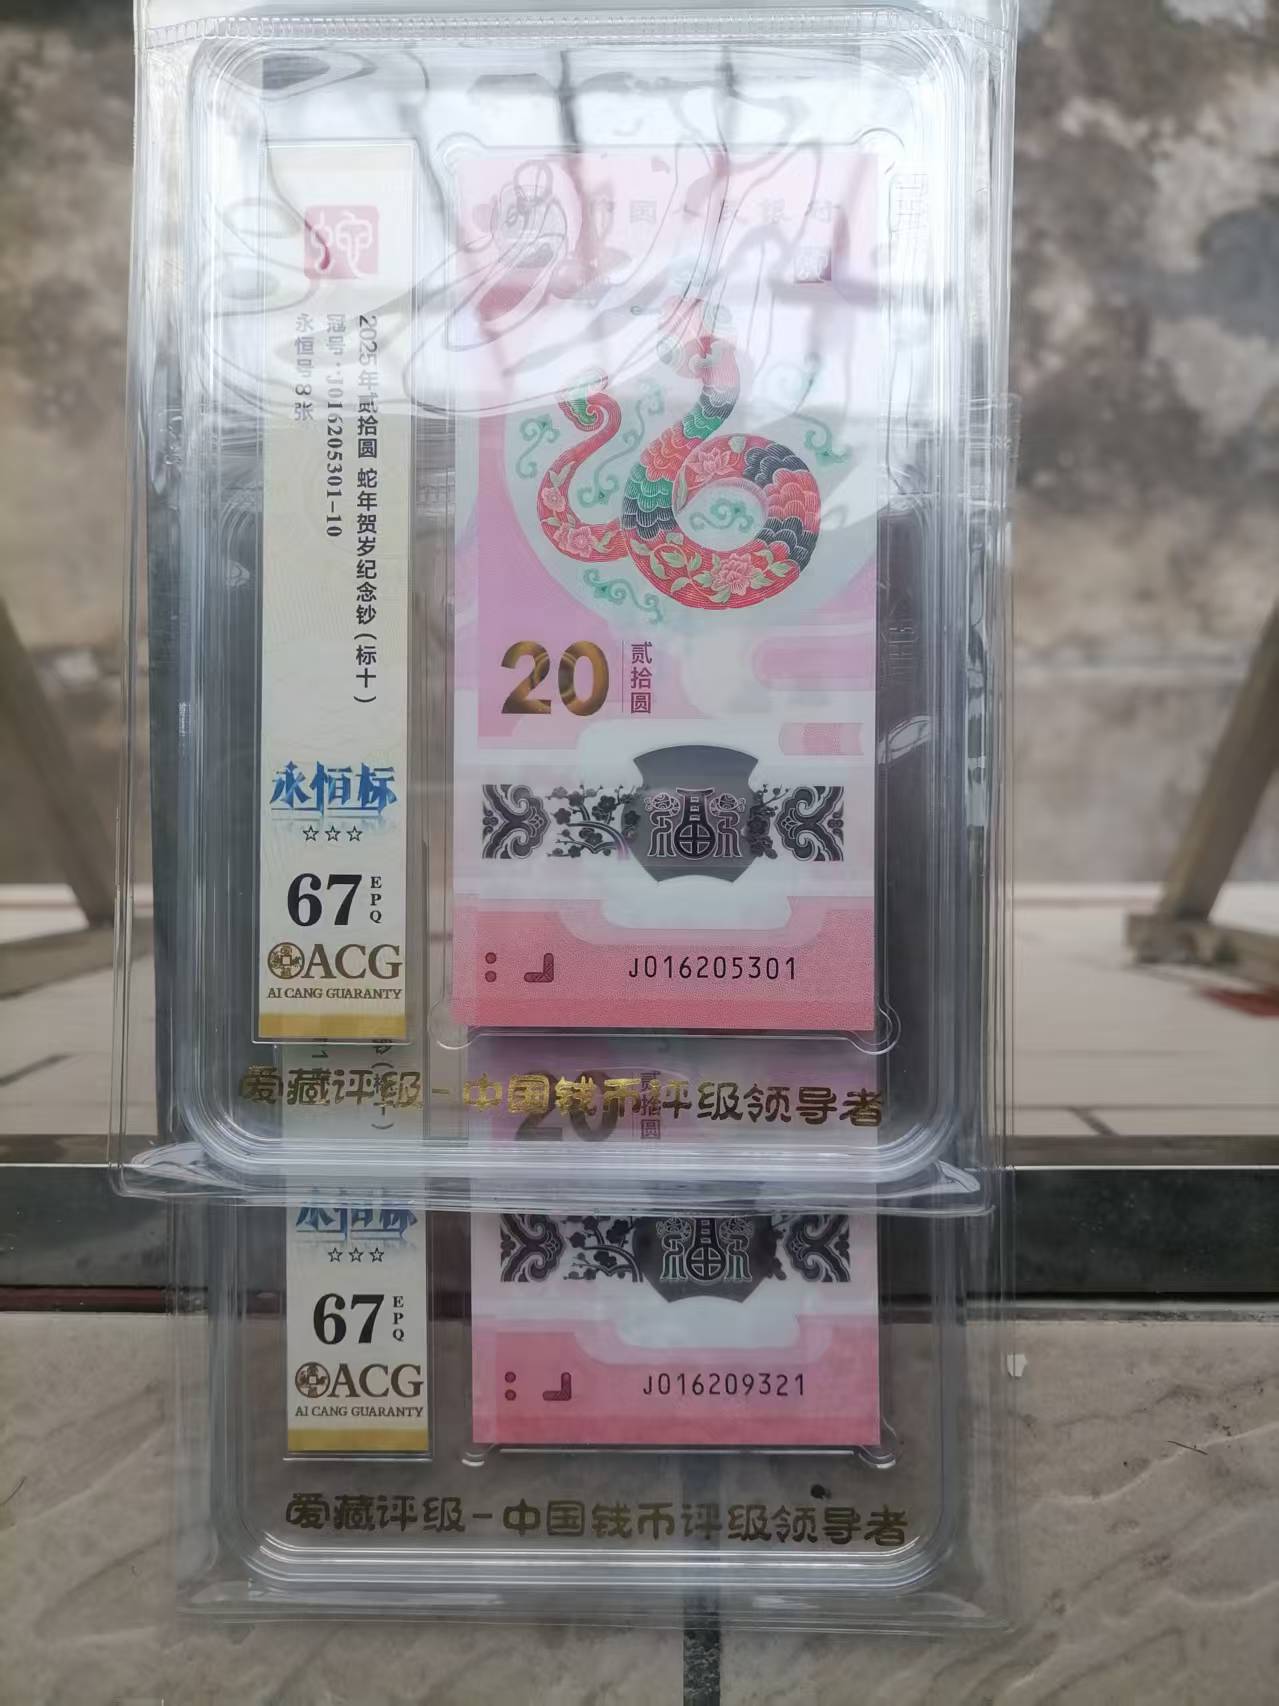 中国人民银行
蛇
2025年贰拾圆 蛇年贺岁纪念钞(标十)
冠号:J016205301-10
永恒号8张
永恒标
☆☆☆
67
EPQ
ACG
AI CANG GUARANTY
20
贰拾圆
福
J016205301
爱藏评级-中国钱币评级领导者
20
贰拾圆
永恒标
☆☆☆
67
EPQ
ACG
AI CANG GUARANTY
福
J016209321
爱藏评级-中国钱币评级领导者